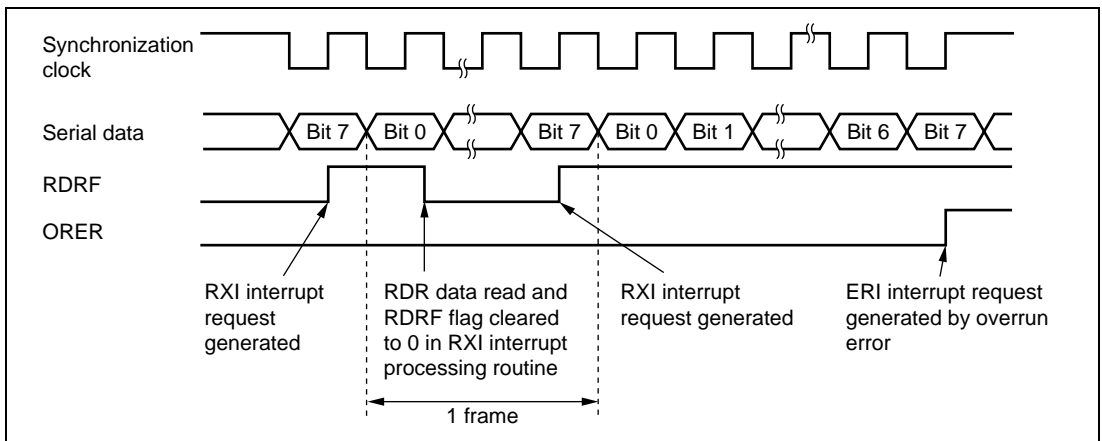 Synchronization
clock
Serial data
Bit 7
Bit 0
Bit 7
Bit 0
Bit 1
Bit 6
Bit 7
RDRF
ORER
RXI interrupt
request
generated
RDR data read and
RDRF flag cleared
to 0 in RXI interrupt
processing routine
RXI interrupt
request generated
ERI interrupt request
generated by overrun
error
1 frame